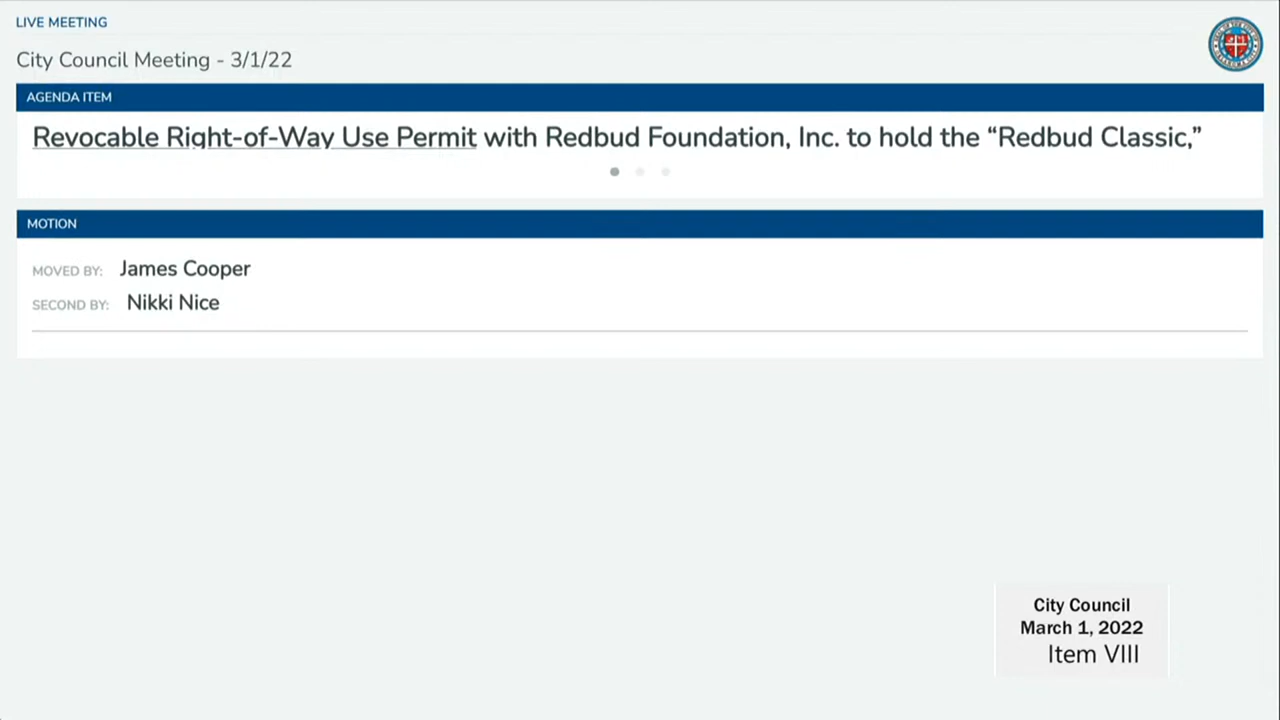 LIVE MEETING
City Council Meeting - 3/1/22
AGENDA ITEM
Revocable Right-of-Way Use Permit with Redbud Foundation, Inc. to hold the “Redbud Classic,”
MOTION
MOVED BY: James Cooper
SECOND BY: Nikki Nice
City Council
March 1, 2022
Item VIII